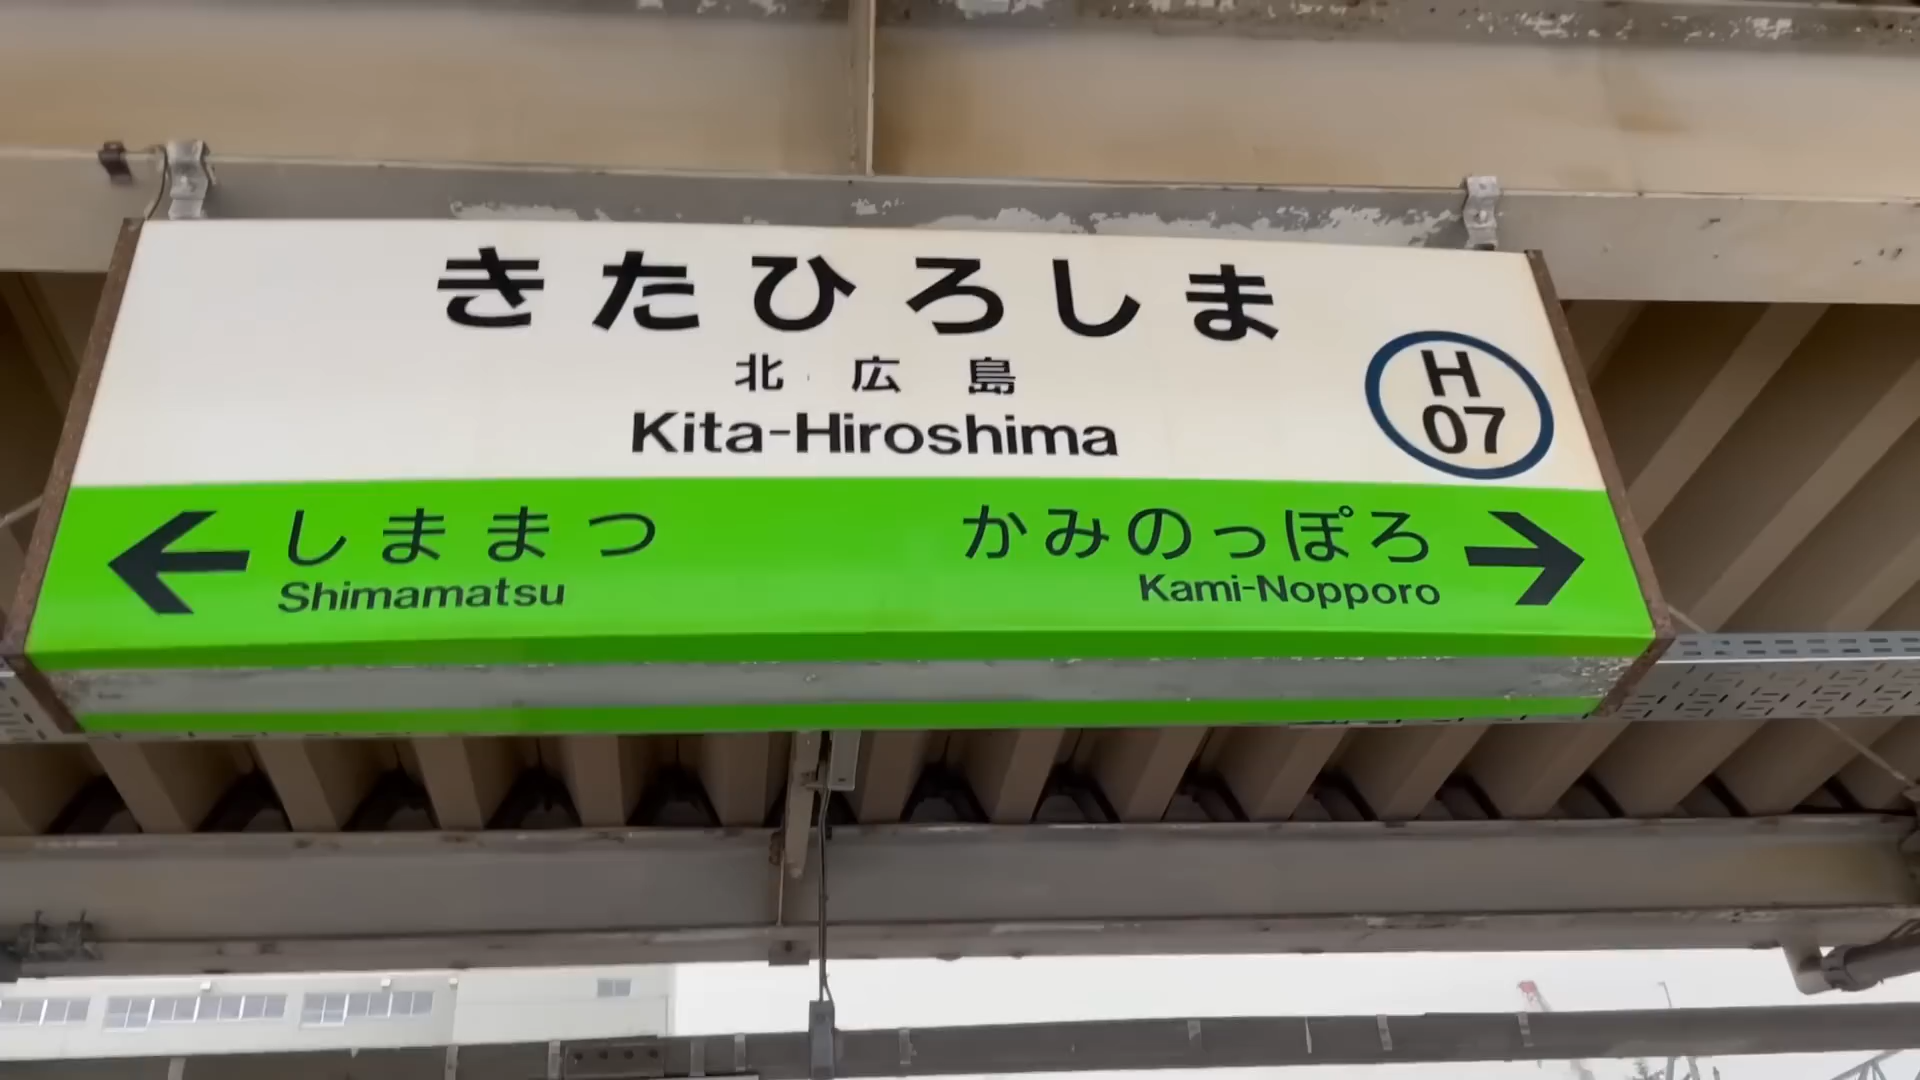 きたひろしま
北広島
Kita-Hiroshima
H
07
しままつ
Shimamatsu
かみのっぽろ
Kami-Nopporo